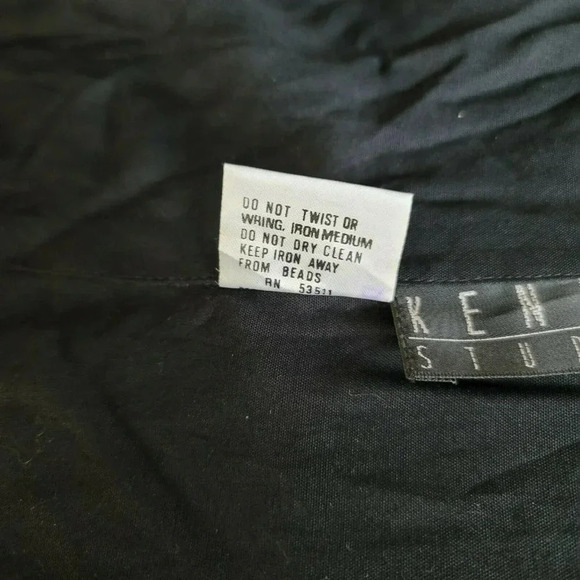 DO NOT TWIST OR
WRING, IRON MEDIUM
DO NOT DRY CLEAN
KEEP IRON AWAY
FROM BEADS
RN 53511
KEN
STUD